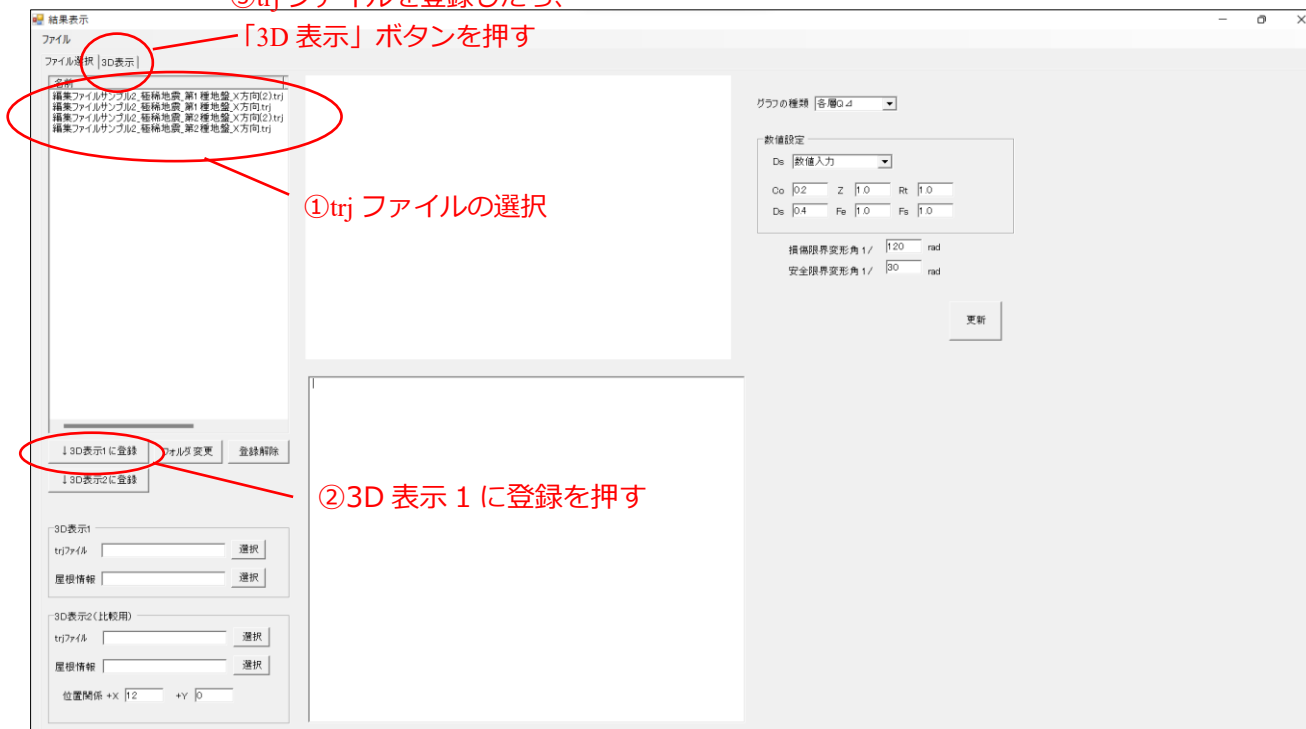 ③trj ファイルを登録したら、
結果表示
「3D 表示」ボタンを押す
ファイル
ファイル選択 3D表示
名前
編集ファイルサンプル2_極稀地震_第1種地盤_X方向(2).trj
編集ファイルサンプル2_極稀地震_第1種地盤_X方向.trj
編集ファイルサンプル2_極稀地震_第2種地盤_X方向(2).trj
編集ファイルサンプル2_極稀地震_第2種地盤_X方向.trj
①trj ファイルの選択
グラフの種類 各層Q⊿
数値設定
Ds 数値入力
Co 0.2 Z 1.0 Rt 1.0
Ds 0.4 Fe 1.0 Fs 1.0
損傷限界変形角 1/ 120 rad
安全限界変形角 1/ 30 rad
更新
↓3D表示1に登録 フォルダ変更 登録解除
↓3D表示2に登録
②3D 表示 1 に登録を押す
3D表示1
trjファイル 選択
屋根情報 選択
3D表示2(比較用)
trjファイル 選択
屋根情報 選択
位置関係 +X 12 +Y 0